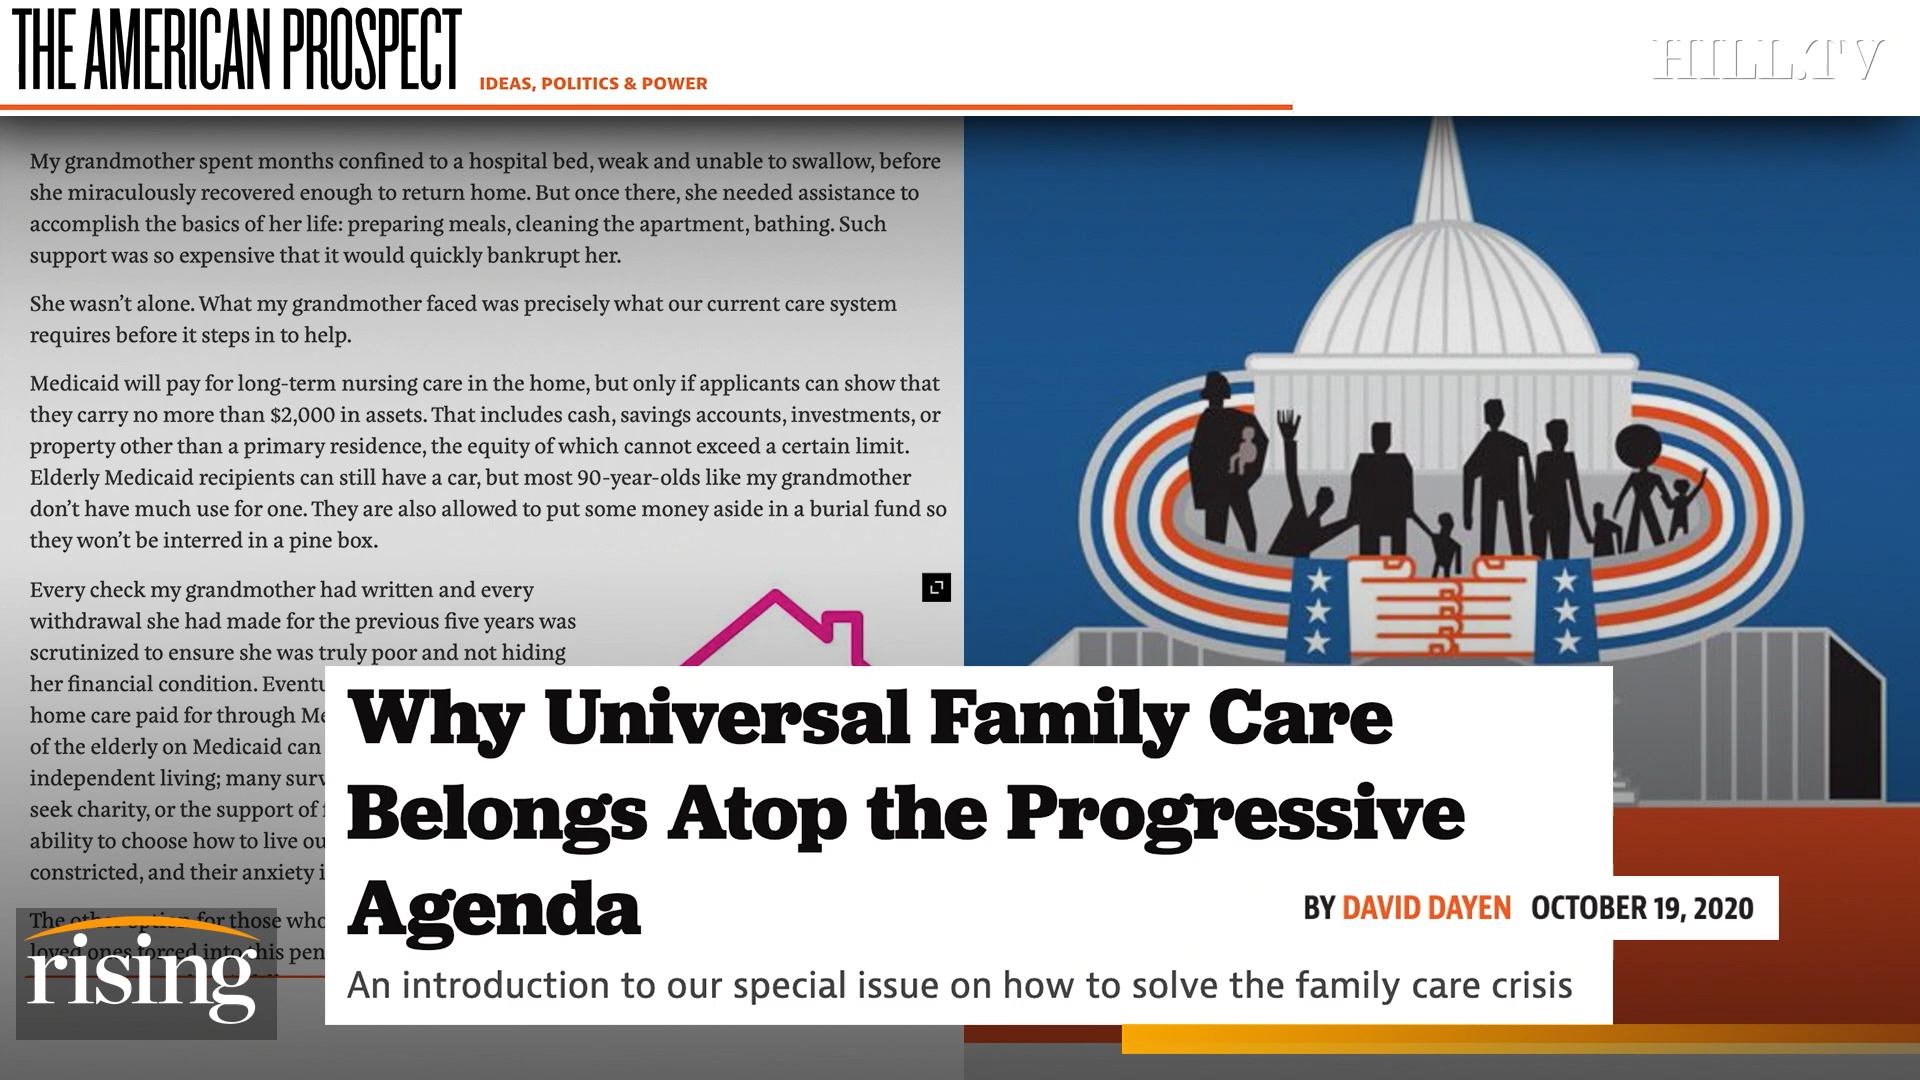 THE AMERICAN PROSPECT
IDEAS, POLITICS & POWER
HILL.TV
My grandmother spent months confined to a hospital bed, weak and unable to swallow, before
she miraculously recovered enough to return home. But once there, she needed assistance to
accomplish the basics of her life: preparing meals, cleaning the apartment, bathing. Such
support was so expensive that it would quickly bankrupt her.
She wasn’t alone. What my grandmother faced was precisely what our current care system
requires before it steps in to help.
Medicaid will pay for long-term nursing care in the home, but only if applicants can show that
they carry no more than $2,000 in assets. That includes cash, savings accounts, investments, or
property other than a primary residence, the equity of which cannot exceed a certain limit.
Elderly Medicaid recipients can still have a car, but most 90-year-olds like my grandmother
don’t have much use for one. They are also allowed to put some money aside in a burial fund so
they won’t be interred in a pine box.
Every check my grandmother had written and every
withdrawal she had made for the previous five years was
scrutinized to ensure she was truly poor and not hiding
her financial condition.
home care paid for through
of the elderly on Medicaid can
independent living; many
seek charity, or the support of
ability to choose how to live
constricted, and their anxiety
The other option for those who
loved ones forced into this
rising
Why Universal Family Care
Belongs Atop the Progressive
Agenda
BY DAVID DAYEN OCTOBER 19, 2020
An introduction to our special issue on how to solve the family care crisis